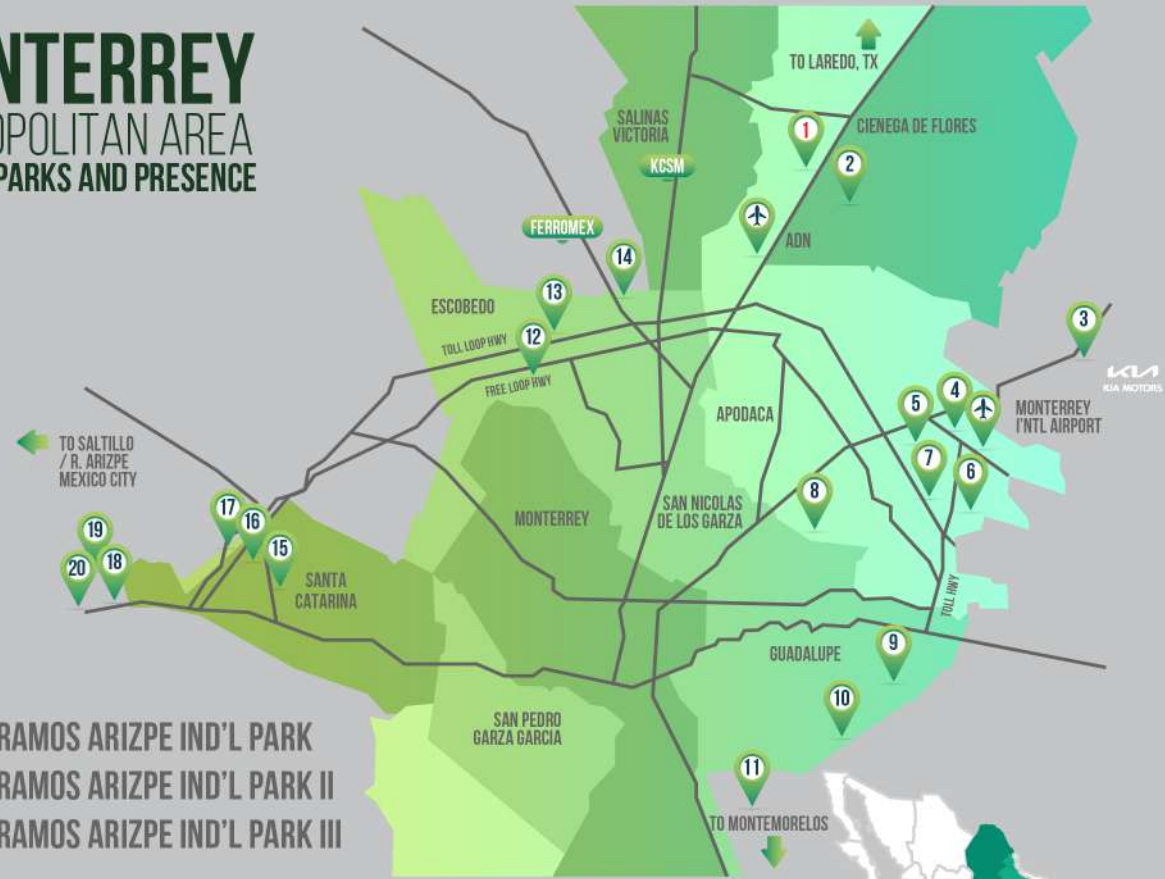 NTERREY
OPOLITAN AREA
PARKS AND PRESENCE
TO LAREDO, TX
SALINAS
VICTORIA
1
CIENEGA DE FLORES
KCSM
2
FERROMEX
ADN
14
13
ESCOBEDO
3
12
TOLL LOOP HWY
KIA
KIA MOTORS
FREE LOOP HWY
4
5
APODACA
MONTERREY
I'NTL AIRPORT
TO SALTILLO
/ R. ARIZPE
MEXICO CITY
7
6
8
17
16
SAN NICOLAS
DE LOS GARZA
MONTERREY
19
15
18
20
SANTA
CATARINA
TOLL HWY
9
GUADALUPE
10
SAN PEDRO
GARZA GARCIA
11
TO MONTEMORELOS
RAMOS ARIZPE IND'L PARK
RAMOS ARIZPE IND'L PARK II
RAMOS ARIZPE IND'L PARK III